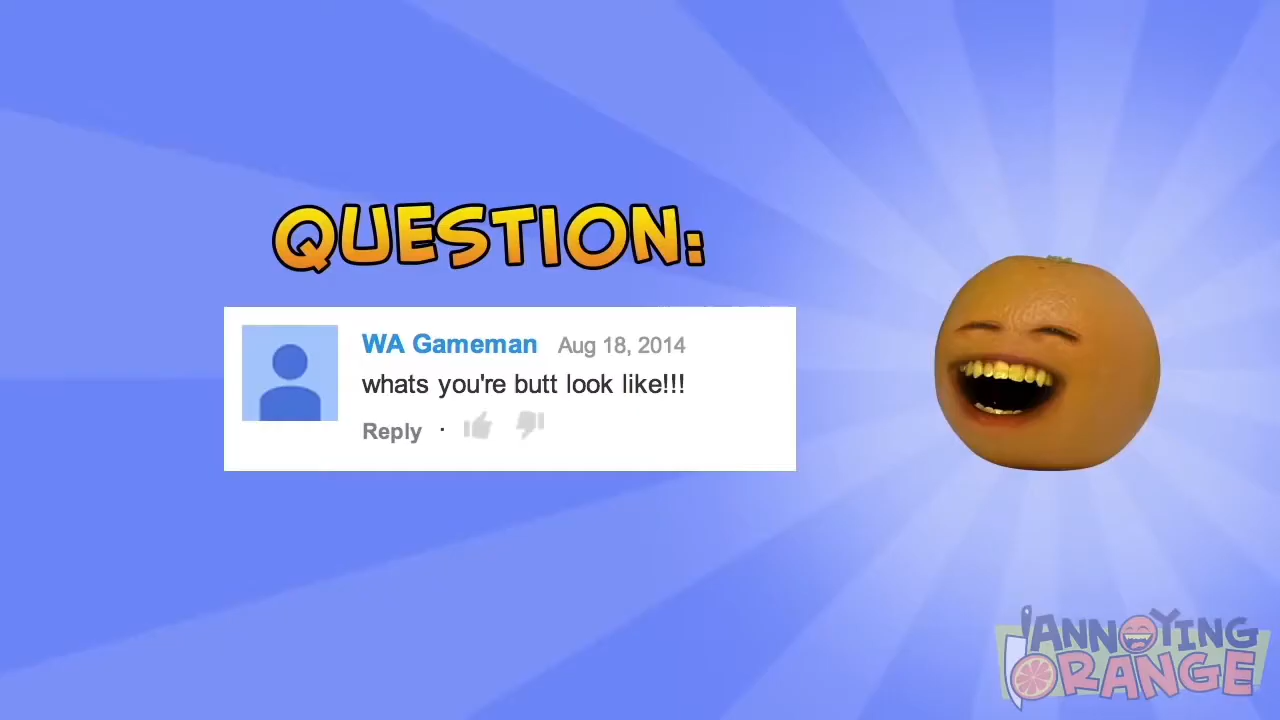 QUESTION:
WA Gameman Aug 18, 2014
whats you're butt look like!!!
Reply ·
ANNOYING
ORANGE